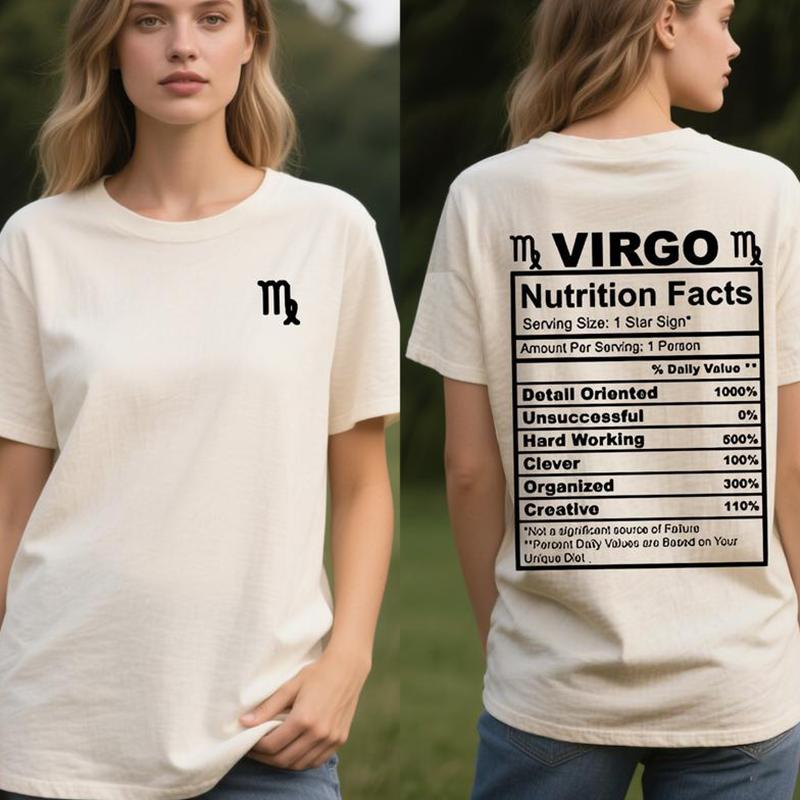 ♍ VIRGO ♍
Nutrition Facts
Serving Size: 1 Star Sign*
Amount Per Serving: 1 Person
% Daily Value **
Detail Oriented 1000%
Unsuccessful 0%
Hard Working 500%
Clever 100%
Organized 300%
Creative 110%
*Not a significant source of Failure
**Percent Daily Values are Based on Your
Unique Diet .